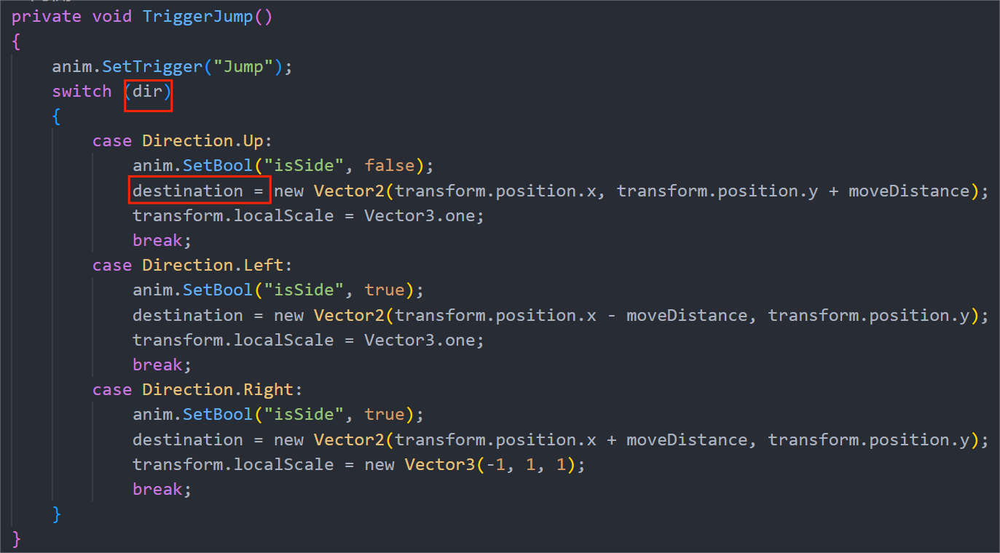 private void TriggerJump()
{
    anim.SetTrigger("Jump");
    switch (dir)
    {
        case Direction.Up:
            anim.SetBool("isSide", false);
            destination = new Vector2(transform.position.x, transform.position.y + moveDistance);
            transform.localScale = Vector3.one;
            break;
        case Direction.Left:
            anim.SetBool("isSide", true);
            destination = new Vector2(transform.position.x - moveDistance, transform.position.y);
            transform.localScale = Vector3.one;
            break;
        case Direction.Right:
            anim.SetBool("isSide", true);
            destination = new Vector2(transform.position.x + moveDistance, transform.position.y);
            transform.localScale = new Vector3(-1, 1, 1);
            break;
    }
}